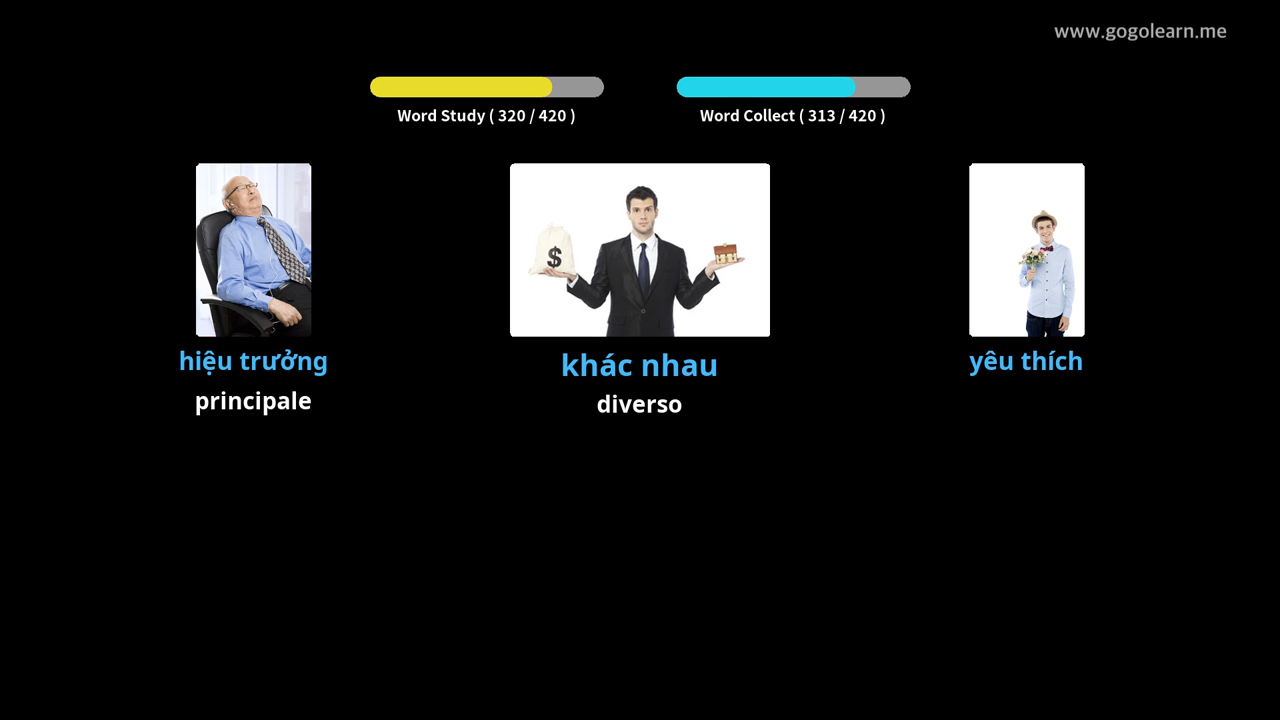 www.gogolearn.me
Word Study ( 320 / 420 )
Word Collect ( 313 / 420 )
$
hiệu trưởng
principale
khác nhau
diverso
yêu thích